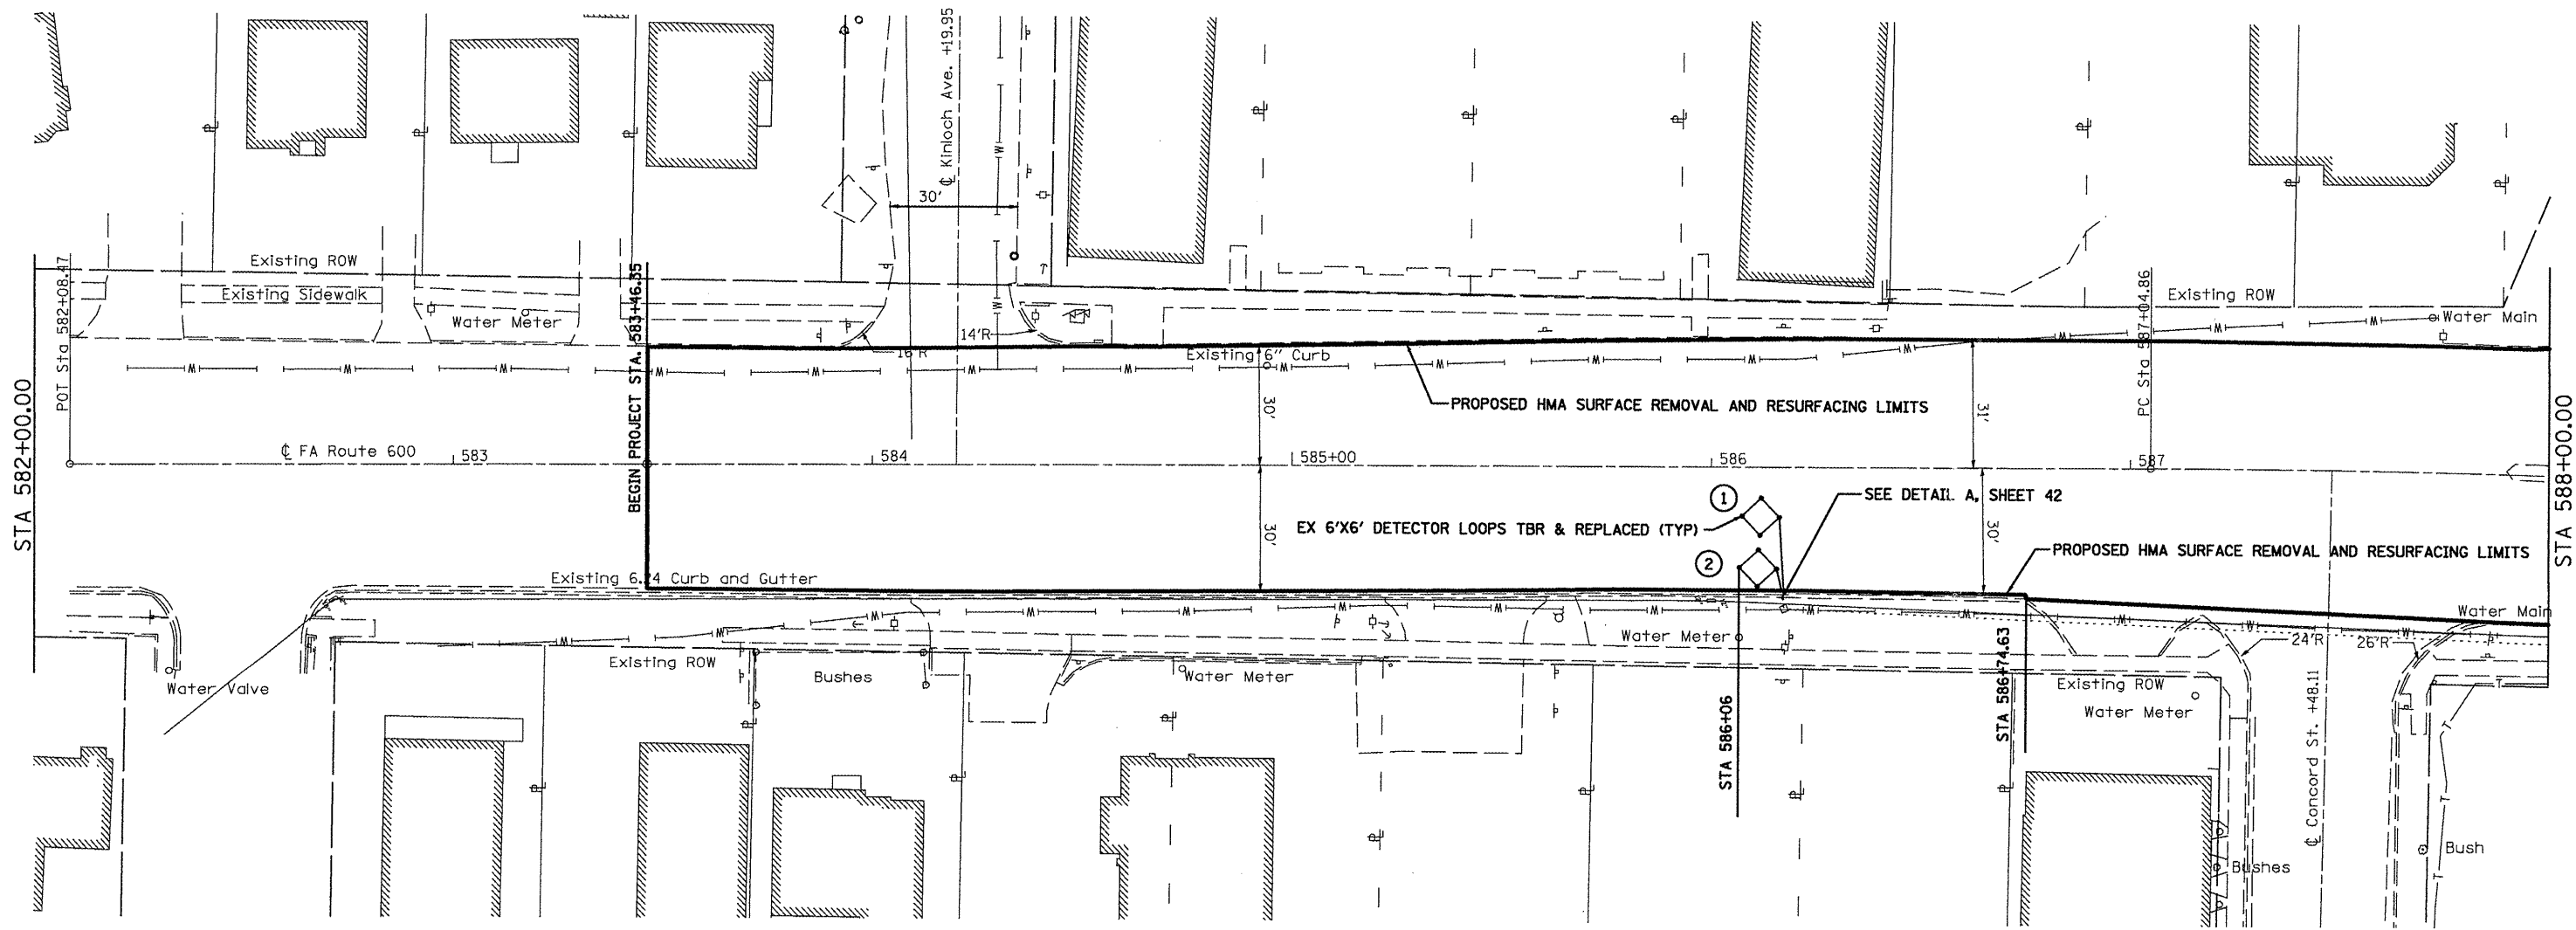 ℄ Kinloch Ave. +19.95
30'
Existing ROW
Existing Sidewalk
Water Meter
POT Sta 582+08.47
BEGIN PROJECT STA. 583+46.35
16'R
14'R
Existing 6" Curb
PC Sta 587+04.86
Existing ROW
Water Main
W W W W W W W W W W W W W W W W W
STA 582+00.00
PROPOSED HMA SURFACE REMOVAL AND RESURFACING LIMITS
30'
31'
STA 588+00.00
℄ FA Route 600
583
584
585+00
586
587
1
SEE DETAIL A, SHEET 42
EX 6'X6' DETECTOR LOOPS TBR & REPLACED (TYP)
30'
30'
2
PROPOSED HMA SURFACE REMOVAL AND RESURFACING LIMITS
Existing 6.24 Curb and Gutter
Water Main
W W W W W W W W W W W W
Water Meter
24'R
26'R
Existing ROW
Water Valve
Bushes
Water Meter
STA 586+06
STA 586+74.63
Existing ROW
Water Meter
℄ Concord St. +48.11
T
T
T
T
Bush
Bushes